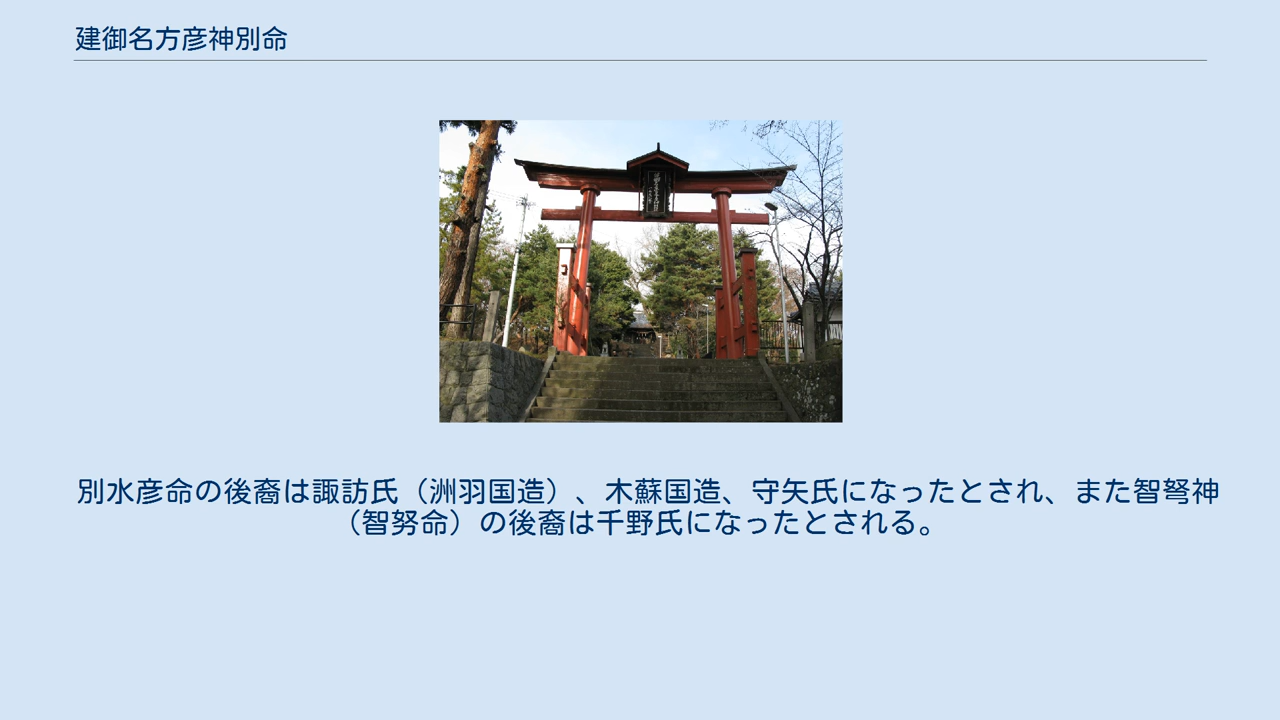 建御名方彦神別命
別水彦命の後裔は諏訪氏（洲羽国造）、木蘇国造、守矢氏になったとされ、また智弩神
（智努命）の後裔は千野氏になったとされる。